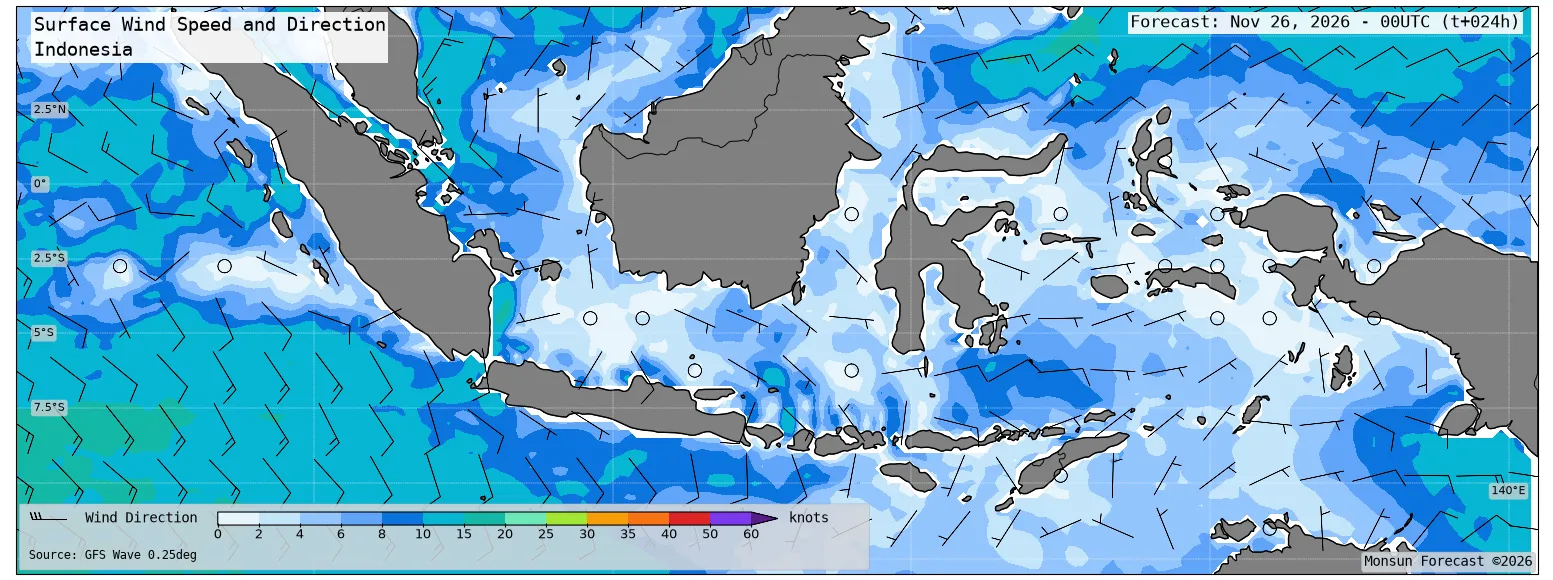 Surface Wind Speed and Direction
Indonesia
Forecast: Nov 26, 2026 - 00UTC (t+024h)
2.5°N
0°
2.5°S
5°S
7.5°S
140°E
Wind Direction
0 2 4 6 8 10 15 20 25 30 35 40 50 60
knots
Source: GFS Wave 0.25deg
Monsun Forecast ©2026